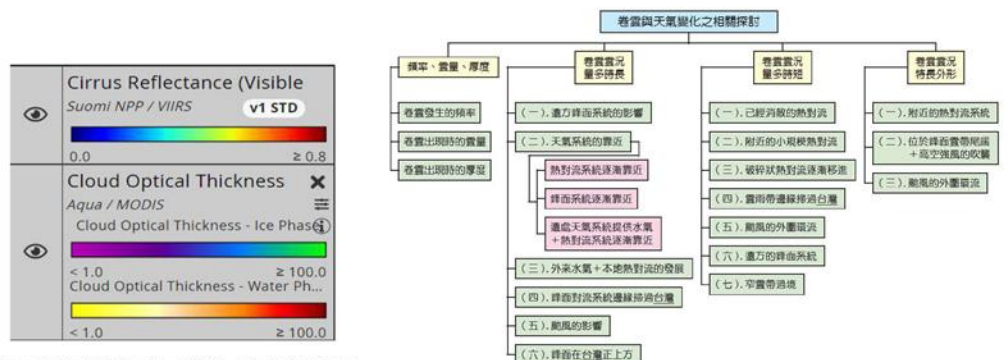 Cirrus Reflectance (Visible
Suomi NPP / VIIRS
v1 STD
0.0
≥ 0.8
Cloud Optical Thickness
Aqua / MODIS
Cloud Optical Thickness - Ice Phase
< 1.0
≥ 100.0
Cloud Optical Thickness - Water Ph...
< 1.0
≥ 100.0
卷雲與天氣變化之相關探討
頻率、雲量、厚度
卷雲發生的頻率
卷雲出現時的雲量
卷雲出現時的厚度
卷雲雲況
量多時長
(一).遠方鋒面系統的影響
(二).天氣系統的靠近
熱對流系統逐漸靠近
鋒面系統逐漸靠近
遠處天氣系統提供水氣
+熱對流系統逐漸靠近
(三).外來水氣+本地熱對流的發展
(四).鋒面對流系統邊緣掃過台灣
(五).颱風的影響
(六).鋒面在台灣正上方
卷雲雲況
量多時短
(一).已經消散的熱對流
(二).附近的小規模熱對流
(三).破碎狀熱對流逐漸移進
(四).雲雨帶邊緣掃過台灣
(五).颱風的外圍環流
(六).遠方的鋒面系統
(七).窄雲帶過境
卷雲雲況
特長外形
(一).附近的熱對流系統
(二).位於鋒面雲帶尾端
+高空強風的吹襲
(三).颱風的外圍環流